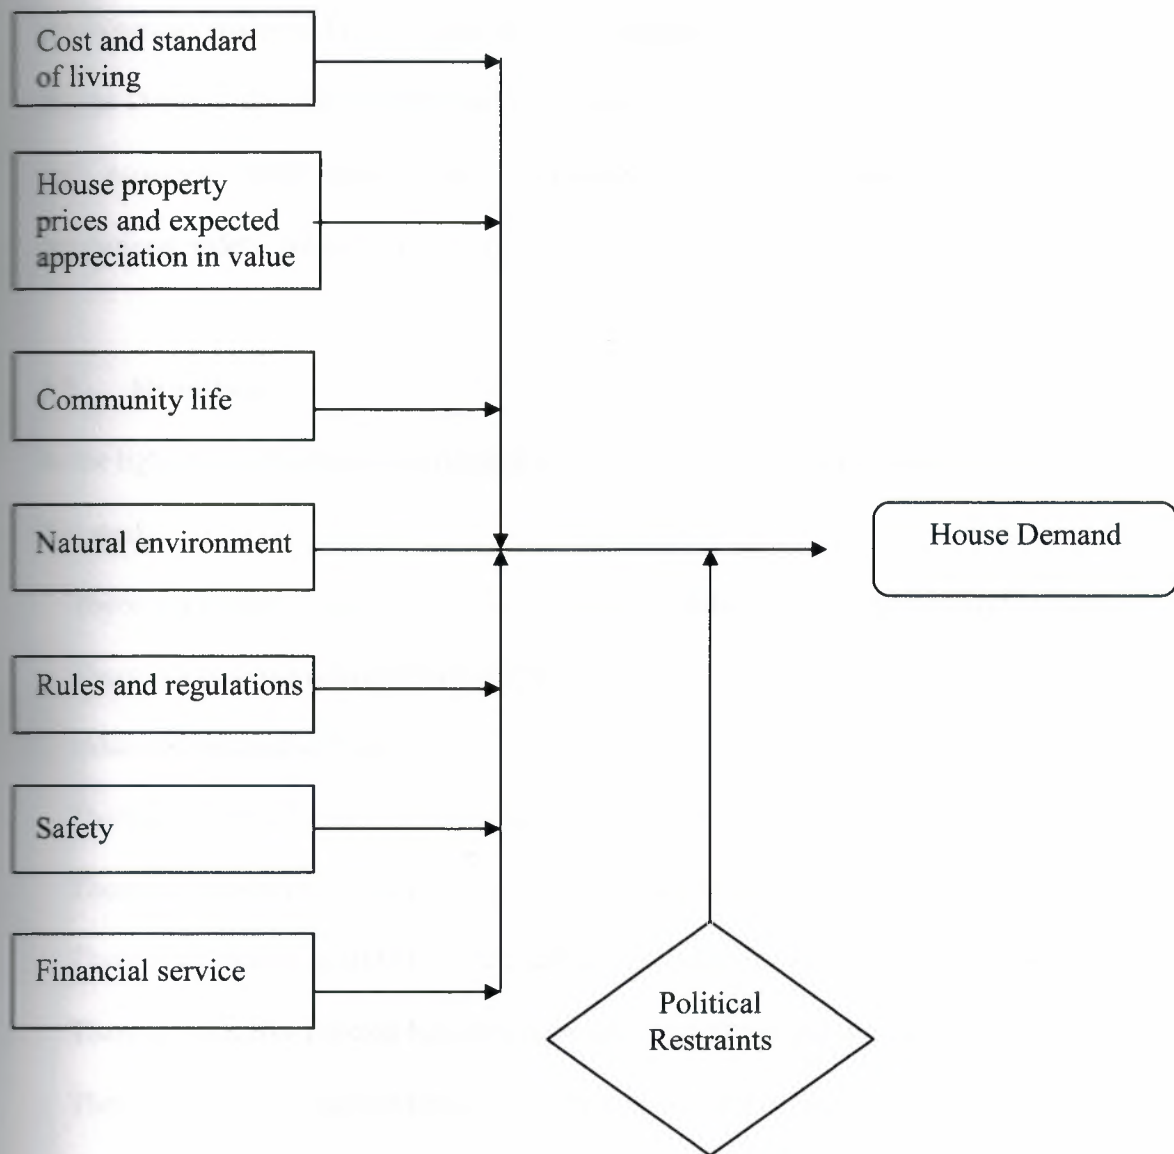 Cost and standard
of living
House property
prices and expected
appreciation in value
Community life
Natural environment
House Demand
Rules and regulations
Safety
Financial service
Political
Restraints